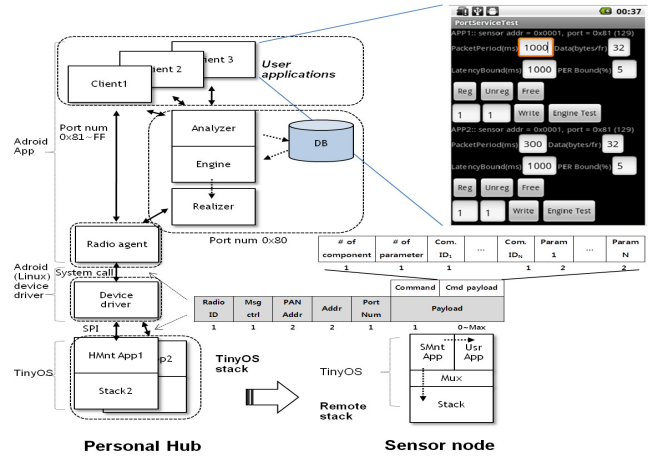 00:37
PortServiceTest
APP1:: sensor addr = 0x0001, port = 0x81 (129)
PacketPeriod(ms) 1000 Data(bytes/fr) 32
LatencyBound(ms) 1000 PER Bound(%) 5
Reg Unreg Free
1 1 Write Engine Test
APP2:: sensor addr = 0x0001, port = 0x81 (129)
PacketPeriod(ms) 300 Data(bytes/fr) 32
LatencyBound(ms) 1000 PER Bound(%) 5
Reg Unreg Free
1 1 Write Engine Test
Client 3
Client 2
Client1
User
applications
Adroid
App
Port num
0x81~FF
Analyzer
Engine
Realizer
DB
Port num 0x80
Radio agent
Adroid
(Linux)
device
driver
System call
Device
driver
SPI
TinyOS
HMnt App1
Stack2
# of
component
# of
parameter
Com.
ID1
...
Com.
IDN
Param
1
...
Param
N
1 1 1 1 2 2
Command Cmd payload
Radio
ID
Msg
ctrl
PAN
Addr
Addr
Port
Num
Payload
1 1 2 2 1 1 0~Max
TinyOS
stack
Remote
stack
TinyOS
SMnt
App
Usr
App
Mux
Stack
Personal Hub
Sensor node